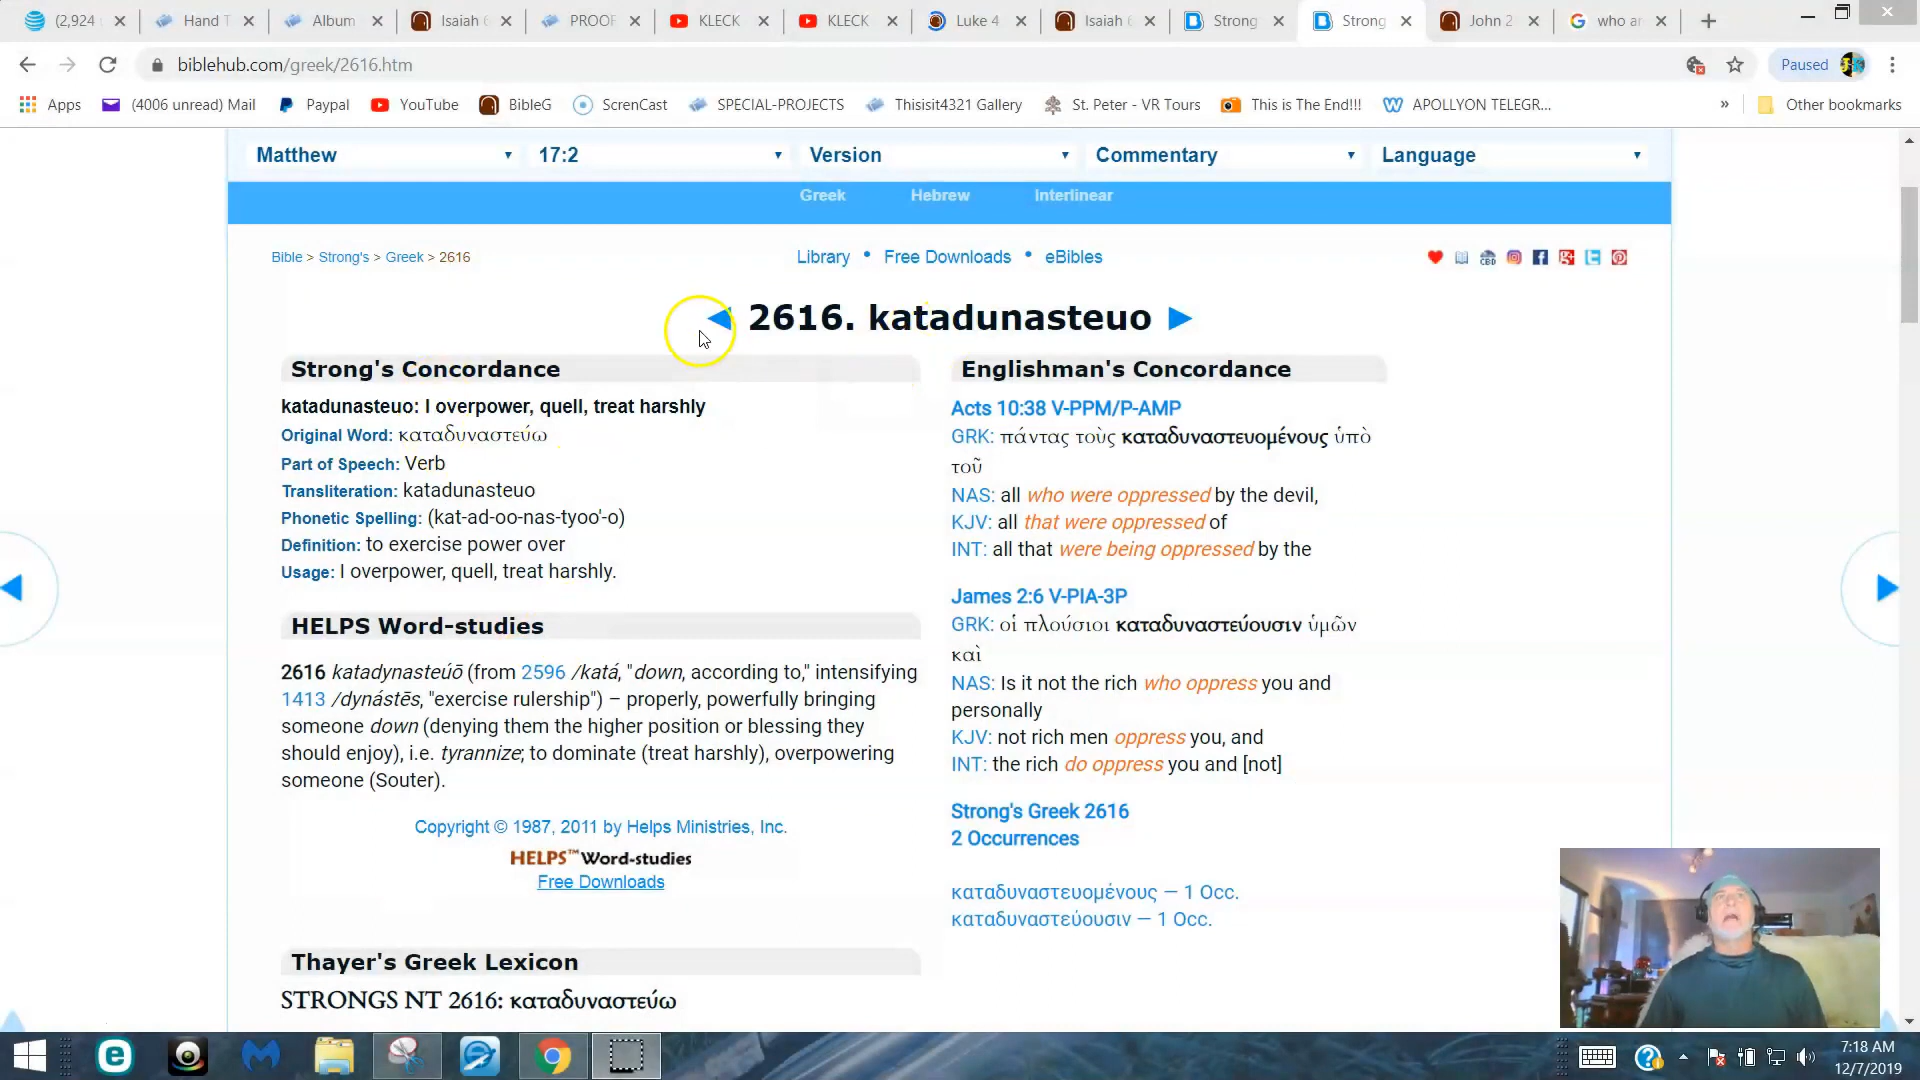 (2,924
Hand T
Album
Isaiah 6
PROOF
KLECK
KLECK
Luke 4
Isaiah 6
Strong
Strong
John 2
who ar
biblehub.com/greek/2616.htm
Paused
Apps
(4006 unread) Mail
Paypal
YouTube
BibleG
ScrenCast
SPECIAL-PROJECTS
Thisisit4321 Gallery
St. Peter - VR Tours
This is The End!!!
APOLLYON TELEGR...
»
Other bookmarks
Matthew
17:2
Version
Commentary
Language
Greek
Hebrew
Interlinear
Bible > Strong's > Greek > 2616
Library • Free Downloads • eBibles
2616. katadunasteuo
Strong's Concordance
katadunasteuo: I overpower, quell, treat harshly
Original Word: καταδυναστεύω
Part of Speech: Verb
Transliteration: katadunasteuo
Phonetic Spelling: (kat-ad-oo-nas-tyoo'-o)
Definition: to exercise power over
Usage: I overpower, quell, treat harshly.
HELPS Word-studies
2616 katadynasteúō (from 2596 /katá, "down, according to," intensifying
1413 /dynástēs, "exercise rulership") – properly, powerfully bringing
someone down (denying them the higher position or blessing they
should enjoy), i.e. tyrannize; to dominate (treat harshly), overpowering
someone (Souter).
Copyright © 1987, 2011 by Helps Ministries, Inc.
HELPS™Word-studies
Free Downloads
Thayer's Greek Lexicon
STRONGS NT 2616: καταδυναστεύω
Englishman's Concordance
Acts 10:38 V-PPM/P-AMP
GRK: πάντας τοὺς καταδυναστευομένους ὑπὸ
τοῦ
NAS: all who were oppressed by the devil,
KJV: all that were oppressed of
INT: all that were being oppressed by the
James 2:6 V-PIA-3P
GRK: οἱ πλούσιοι καταδυναστεύουσιν ὑμῶν
καὶ
NAS: Is it not the rich who oppress you and
personally
KJV: not rich men oppress you, and
INT: the rich do oppress you and [not]
Strong's Greek 2616
2 Occurrences
καταδυναστευομένους — 1 Occ.
καταδυναστεύουσιν — 1 Occ.
7:18 AM
12/7/2019